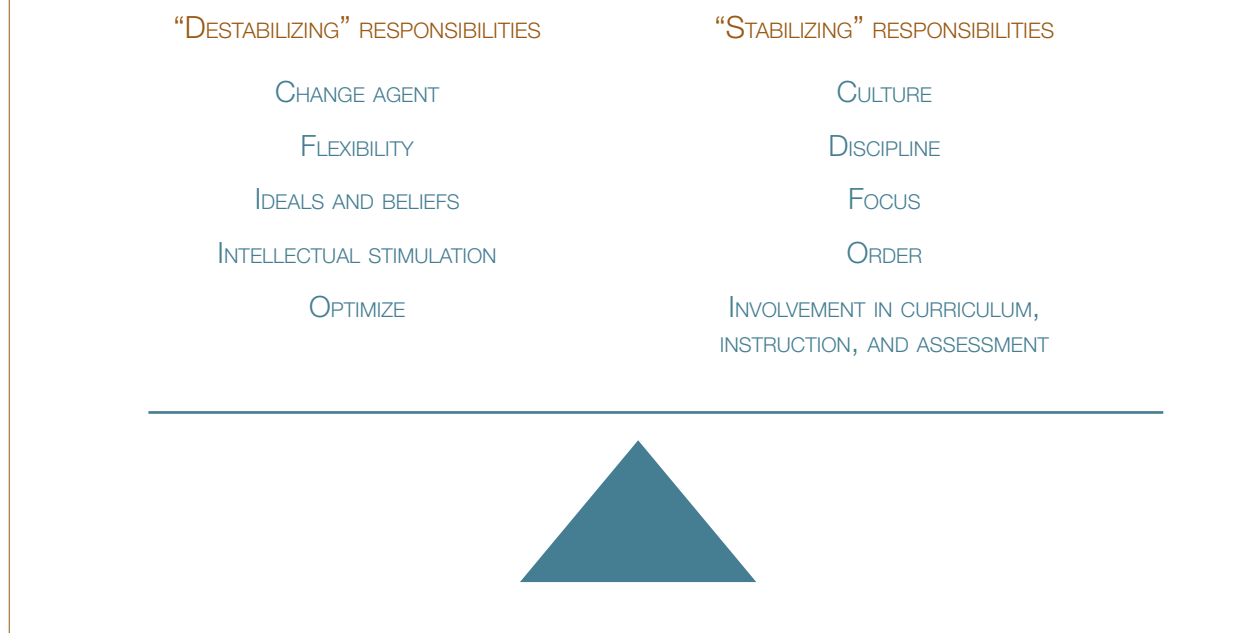 “Destabilizing” responsibilities
Change agent
Flexibility
Ideals and beliefs
Intellectual stimulation
Optimize
“Stabilizing” responsibilities
Culture
Discipline
Focus
Order
Involvement in curriculum,
instruction, and assessment